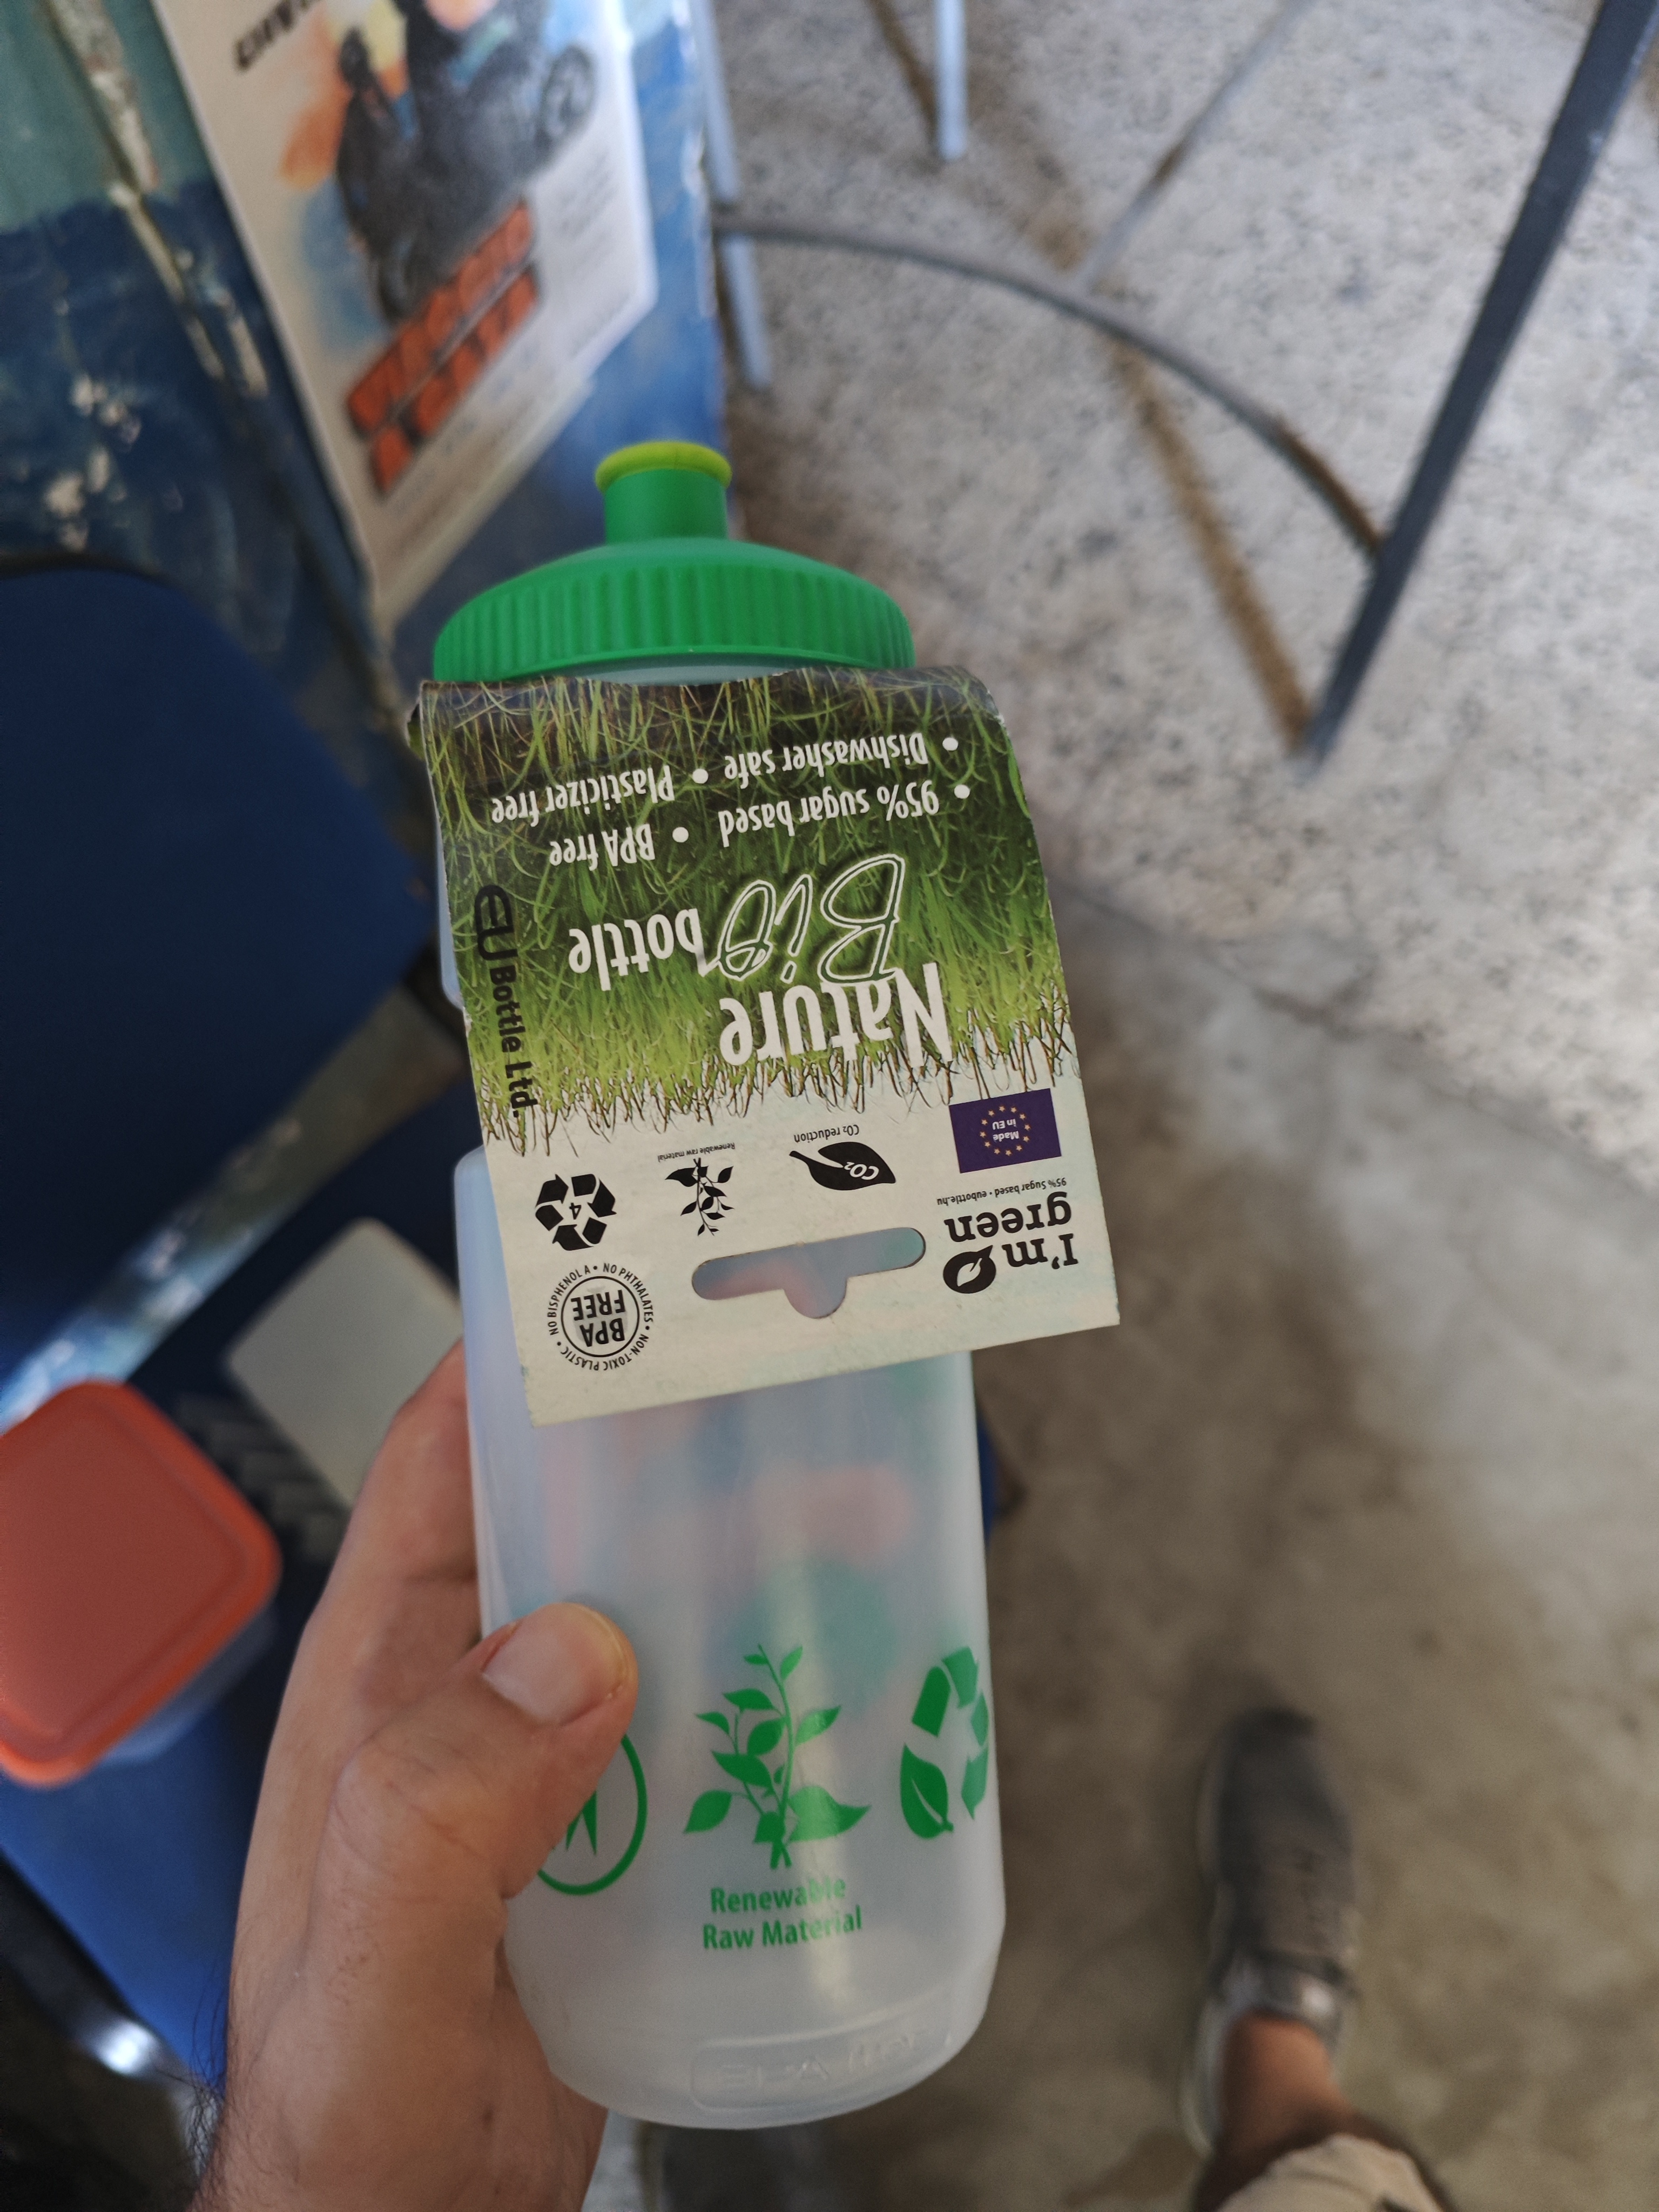 I'm
green
95% Sugar based • eubottle.hu
Made
in EU
CO₂
CO₂ reduction
Renewable raw material
4
BPA
FREE
NO BISPHENOL A • NO PHTHALATES • NON-TOXIC PLASTIC •
Nature
Bio bottle
• 95% sugar based • BPA free
• Dishwasher safe • Plasticizer free
EU Bottle Ltd.
Renewable
Raw Material
BPA free